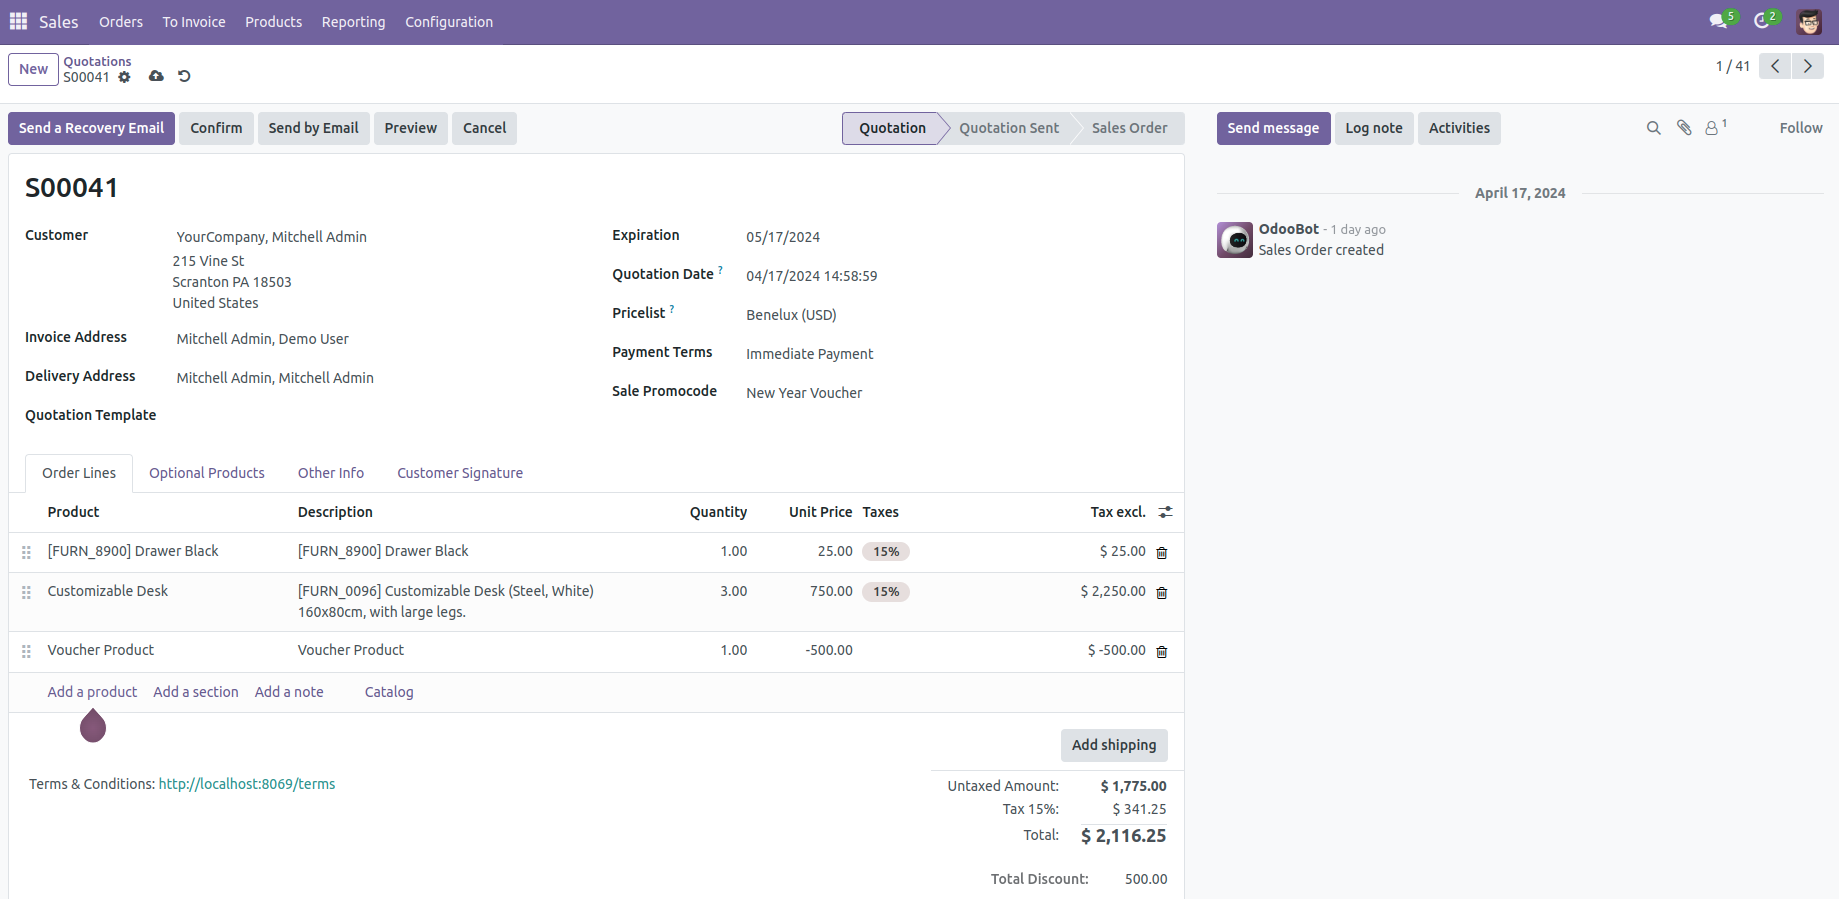 Sales Orders To Invoice Products Reporting Configuration 5 2
New Quotations
S00041
1 / 41
Send a Recovery Email Confirm Send by Email Preview Cancel Quotation Quotation Sent Sales Order
Send message Log note Activities 1 Follow
S00041
Customer YourCompany, Mitchell Admin
215 Vine St
Scranton PA 18503
United States
Invoice Address Mitchell Admin, Demo User
Delivery Address Mitchell Admin, Mitchell Admin
Quotation Template
Expiration 05/17/2024
Quotation Date ? 04/17/2024 14:58:59
Pricelist ? Benelux (USD)
Payment Terms Immediate Payment
Sale Promocode New Year Voucher
Order Lines Optional Products Other Info Customer Signature
Product Description Quantity Unit Price Taxes Tax excl.
[FURN_8900] Drawer Black [FURN_8900] Drawer Black 1.00 25.00 15% $ 25.00
Customizable Desk [FURN_0096] Customizable Desk (Steel, White) 3.00 750.00 15% $ 2,250.00
160x80cm, with large legs.
Voucher Product Voucher Product 1.00 -500.00 $ -500.00
Add a product Add a section Add a note Catalog
Add shipping
Terms & Conditions: http://localhost:8069/terms
Untaxed Amount: $ 1,775.00
Tax 15%: $ 341.25
Total: $ 2,116.25
Total Discount: 500.00
April 17, 2024
OdooBot - 1 day ago
Sales Order created